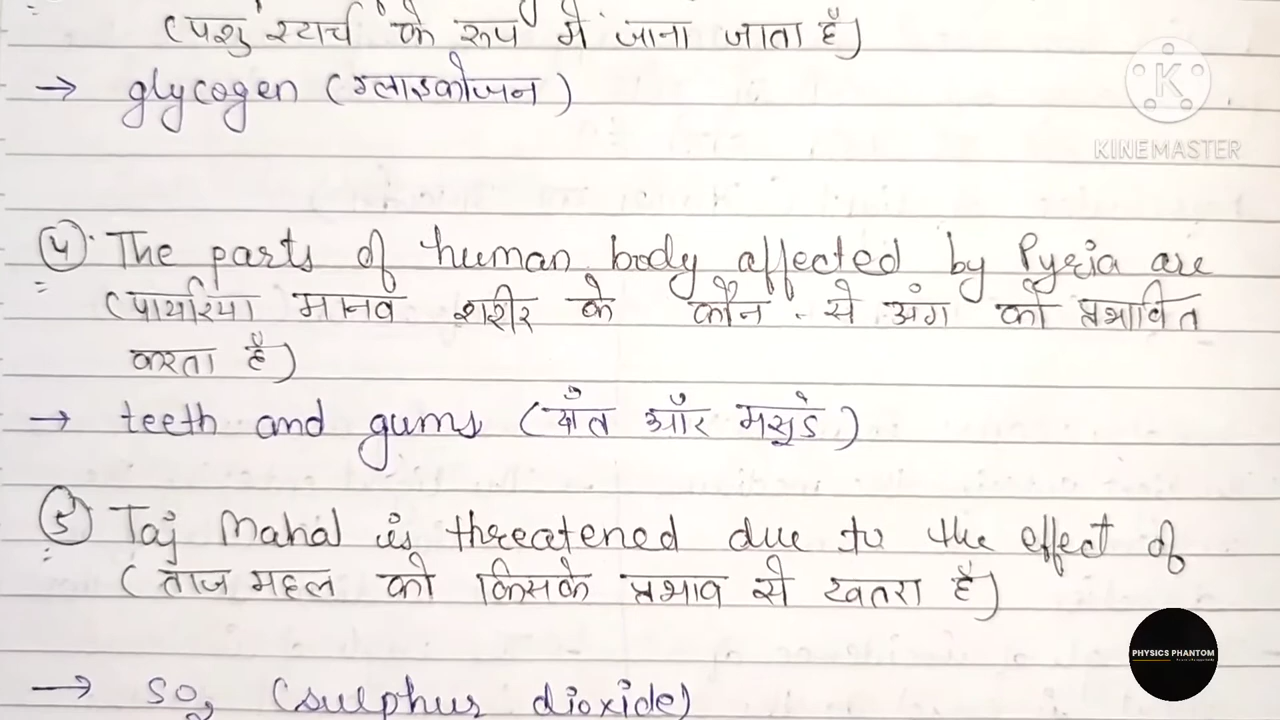 (पशु स्टार्च के रूप में जाना जाता है)
→ glycogen (ग्लाइकोजन)
K
KINEMASTER
④. The parts of human body affected by Pyria are
(पायरिया मानव शरीर के कौन-से अंग को प्रभावित
करता है)
→ teeth and gums (दाँत और मसूड़े)
⑤ Taj Mahal is threatened due to the effect of
(ताजमहल को किसके प्रभाव से खतरा है)
PHYSICS PHANTOM
→ SO₂ (sulphur dioxide)